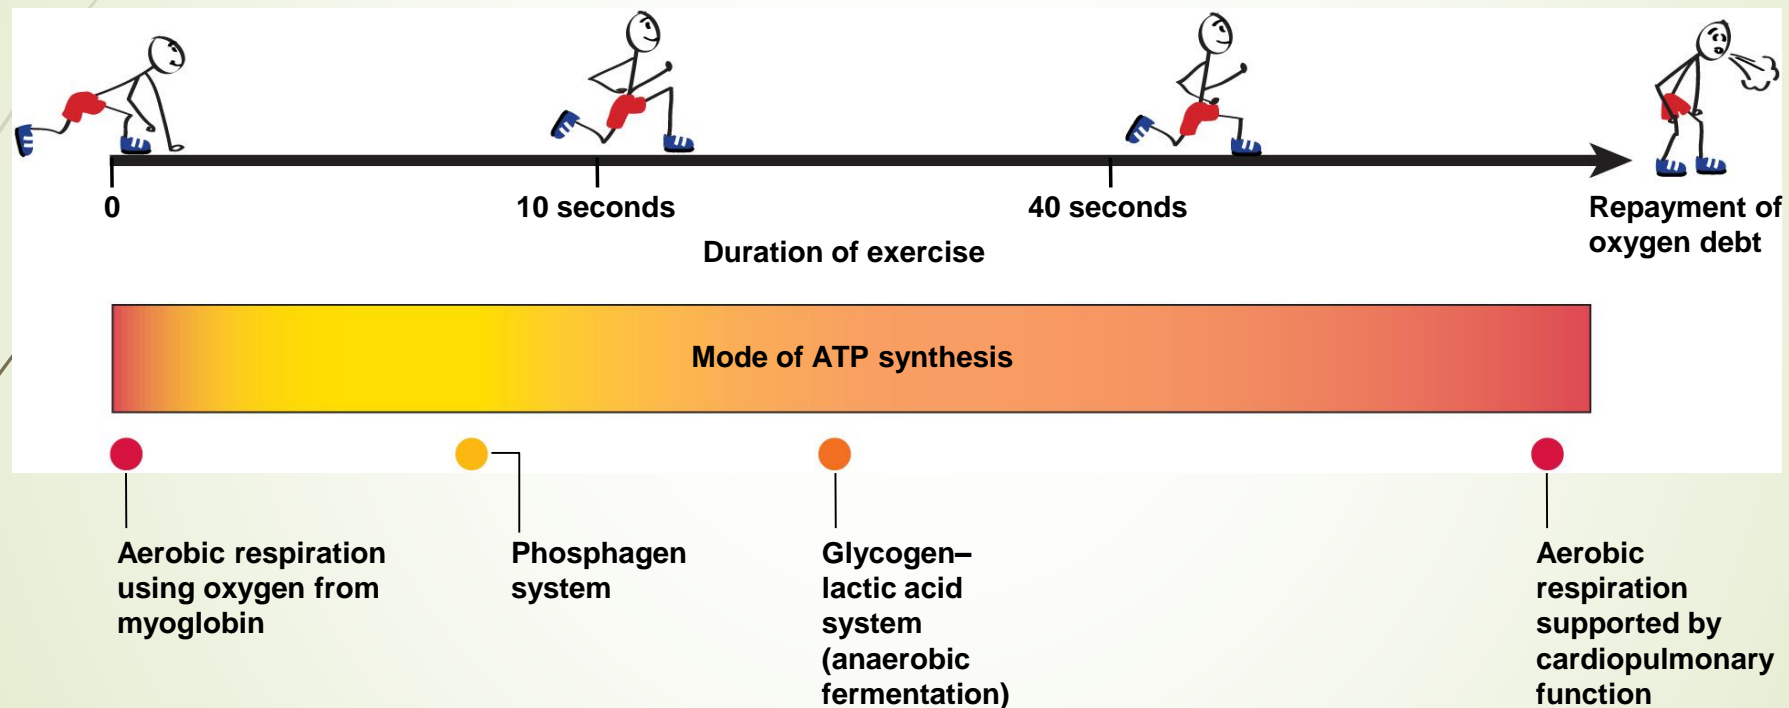 0
10 seconds
40 seconds
Repayment of
oxygen debt
Duration of exercise
Mode of ATP synthesis
Aerobic respiration
using oxygen from
myoglobin
Phosphagen
system
Glycogen–
lactic acid
system
(anaerobic
fermentation)
Aerobic
respiration
supported by
cardiopulmonary
function